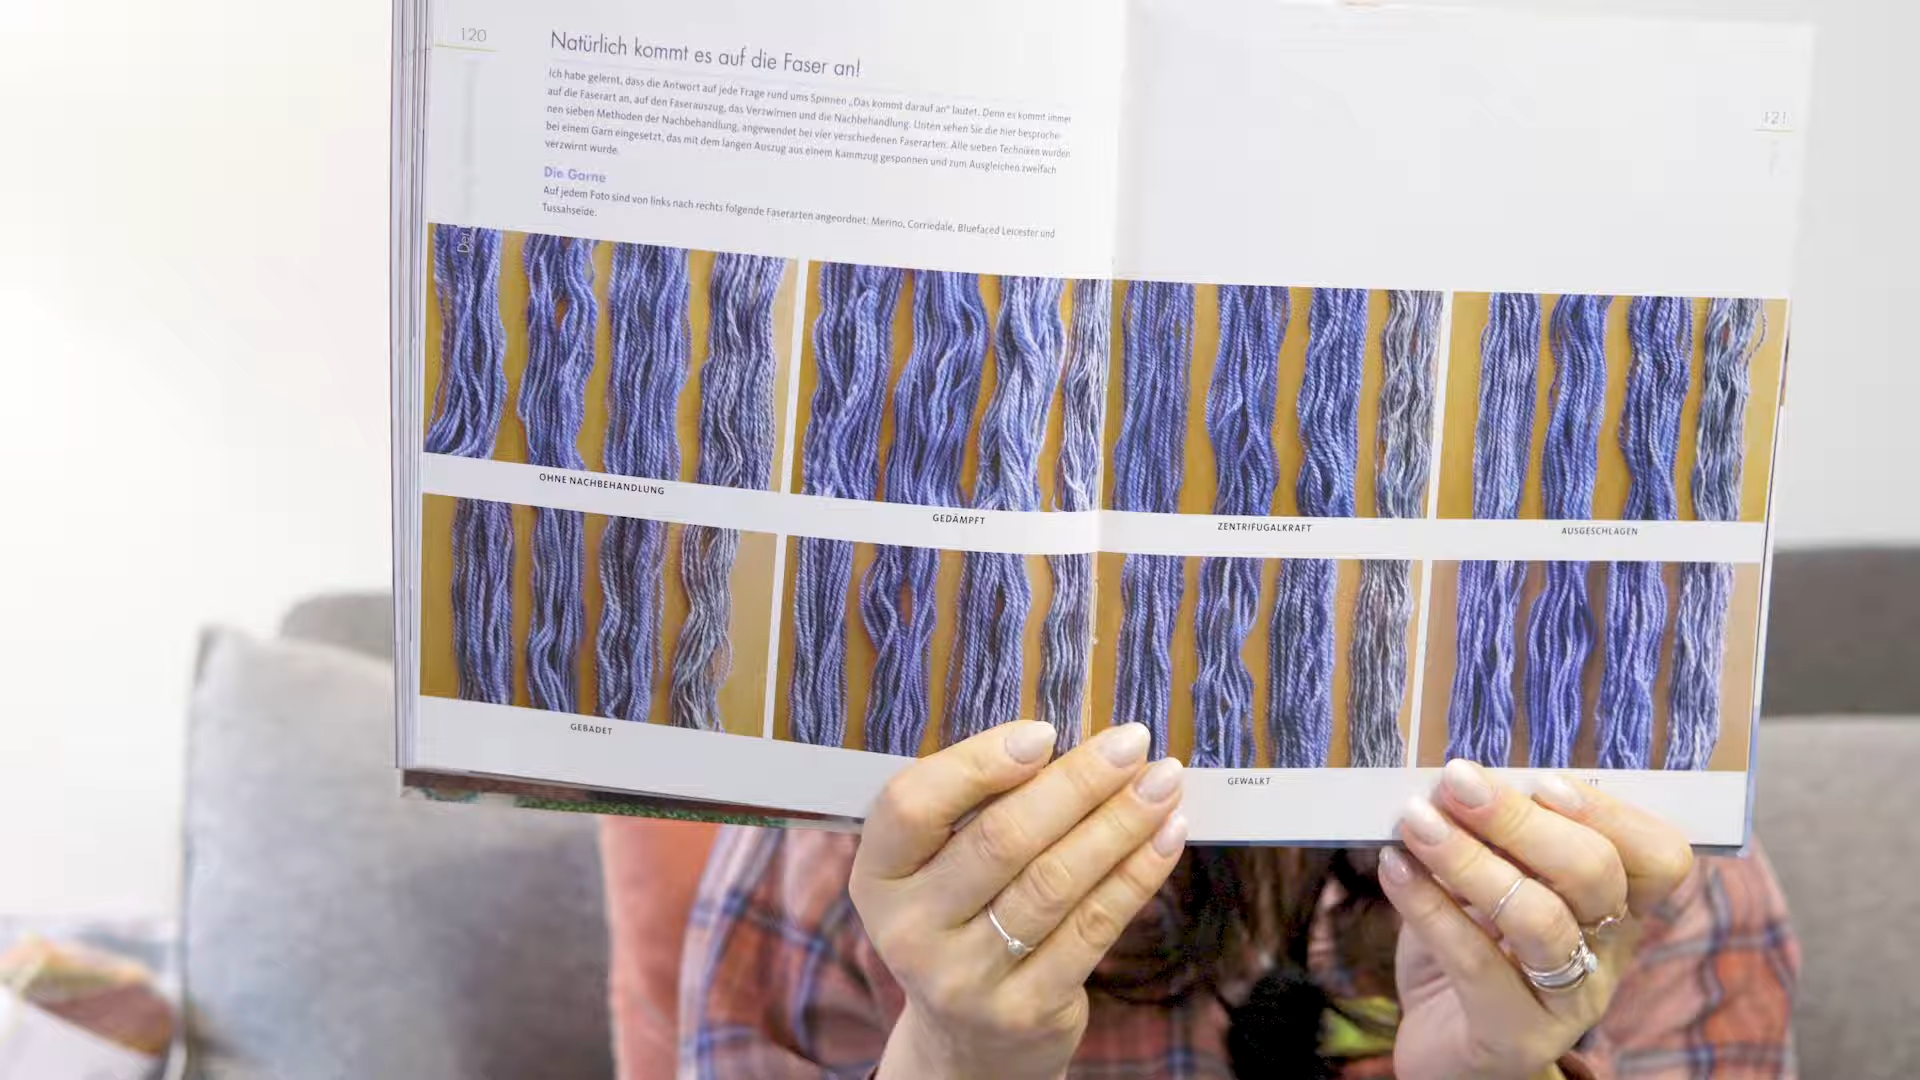 120
Natürlich kommt es auf die Faser an!
Ich habe gelernt, dass die Antwort auf jede Frage rund ums Spinnen „Das kommt darauf an“ lautet. Denn es kommt immer
auf die Faserart an, auf den Faserauszug, das Verzwirnen und die Nachbehandlung. Unten sehen Sie die hier besproche-
nen sieben Methoden der Nachbehandlung, angewendet bei vier verschiedenen Faserarten. Alle sieben Techniken wurden
bei einem Garn eingesetzt, das mit dem langen Auszug aus einem Kammzug gesponnen und zum Ausgleichen zweifach
verzwirnt wurde.
Die Garne
Auf jedem Foto sind von links nach rechts folgende Faserarten angeordnet: Merino, Corriedale, Bluefaced Leicester und
Tussahseide.
121
OHNE NACHBEHANDLUNG
GEDÄMPFT
ZENTRIFUGALKRAFT
AUSGESCHLAGEN
GEBADET
GEWALKT